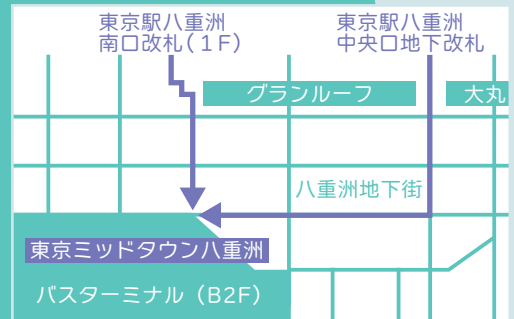 東京駅八重洲
南口改札(1F)
東京駅八重洲
中央口地下改札
グランルーフ
大丸
八重洲地下街
東京ミッドタウン八重洲
バスターミナル（B2F）